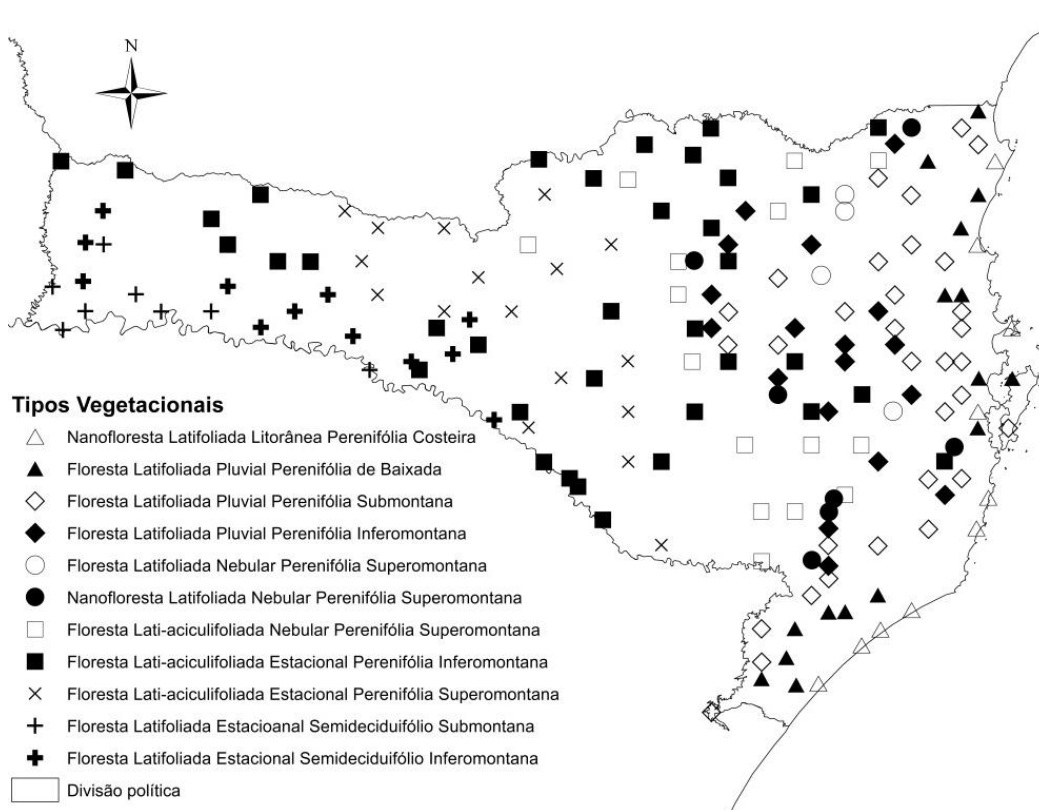 N
Tipos Vegetacionais
Nanofloresta Latifoliada Litorânea Perenifólia Costeira
Floresta Latifoliada Pluvial Perenifólia de Baixada
Floresta Latifoliada Pluvial Perenifólia Submontana
Floresta Latifoliada Pluvial Perenifólia Inferomontana
Floresta Latifoliada Nebular Perenifólia Superomontana
Nanofloresta Latifoliada Nebular Perenifólia Superomontana
Floresta Lati-aciculifoliada Nebular Perenifólia Superomontana
Floresta Lati-aciculifoliada Estacional Perenifólia Inferomontana
Floresta Lati-aciculifoliada Estacional Perenifólia Superomontana
Floresta Latifoliada Estacioanal Semideciduifólio Submontana
Floresta Latifoliada Estacional Semideciduifólio Inferomontana
Divisão política